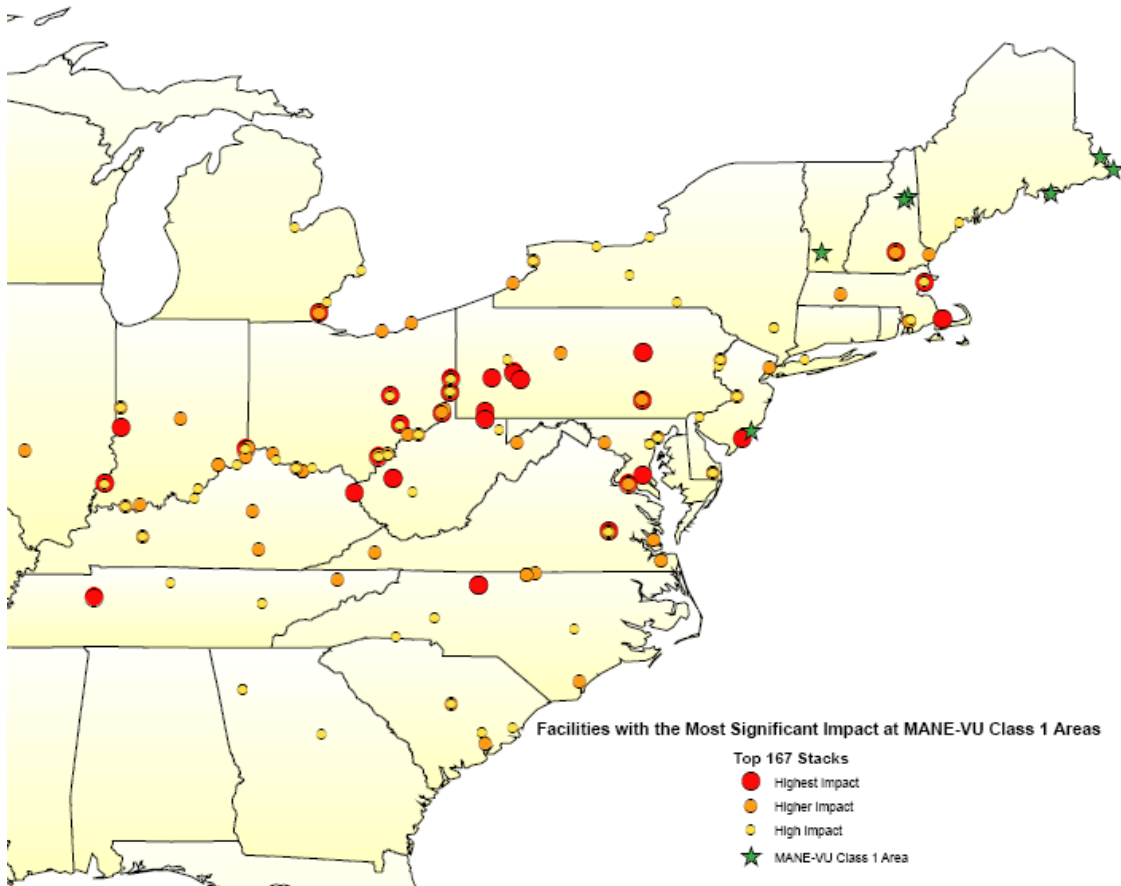 Facilities with the Most Significant Impact at MANE-VU Class 1 Areas
Top 167 Stacks
Highest Impact
Higher Impact
High Impact
MANE-VU Class 1 Area